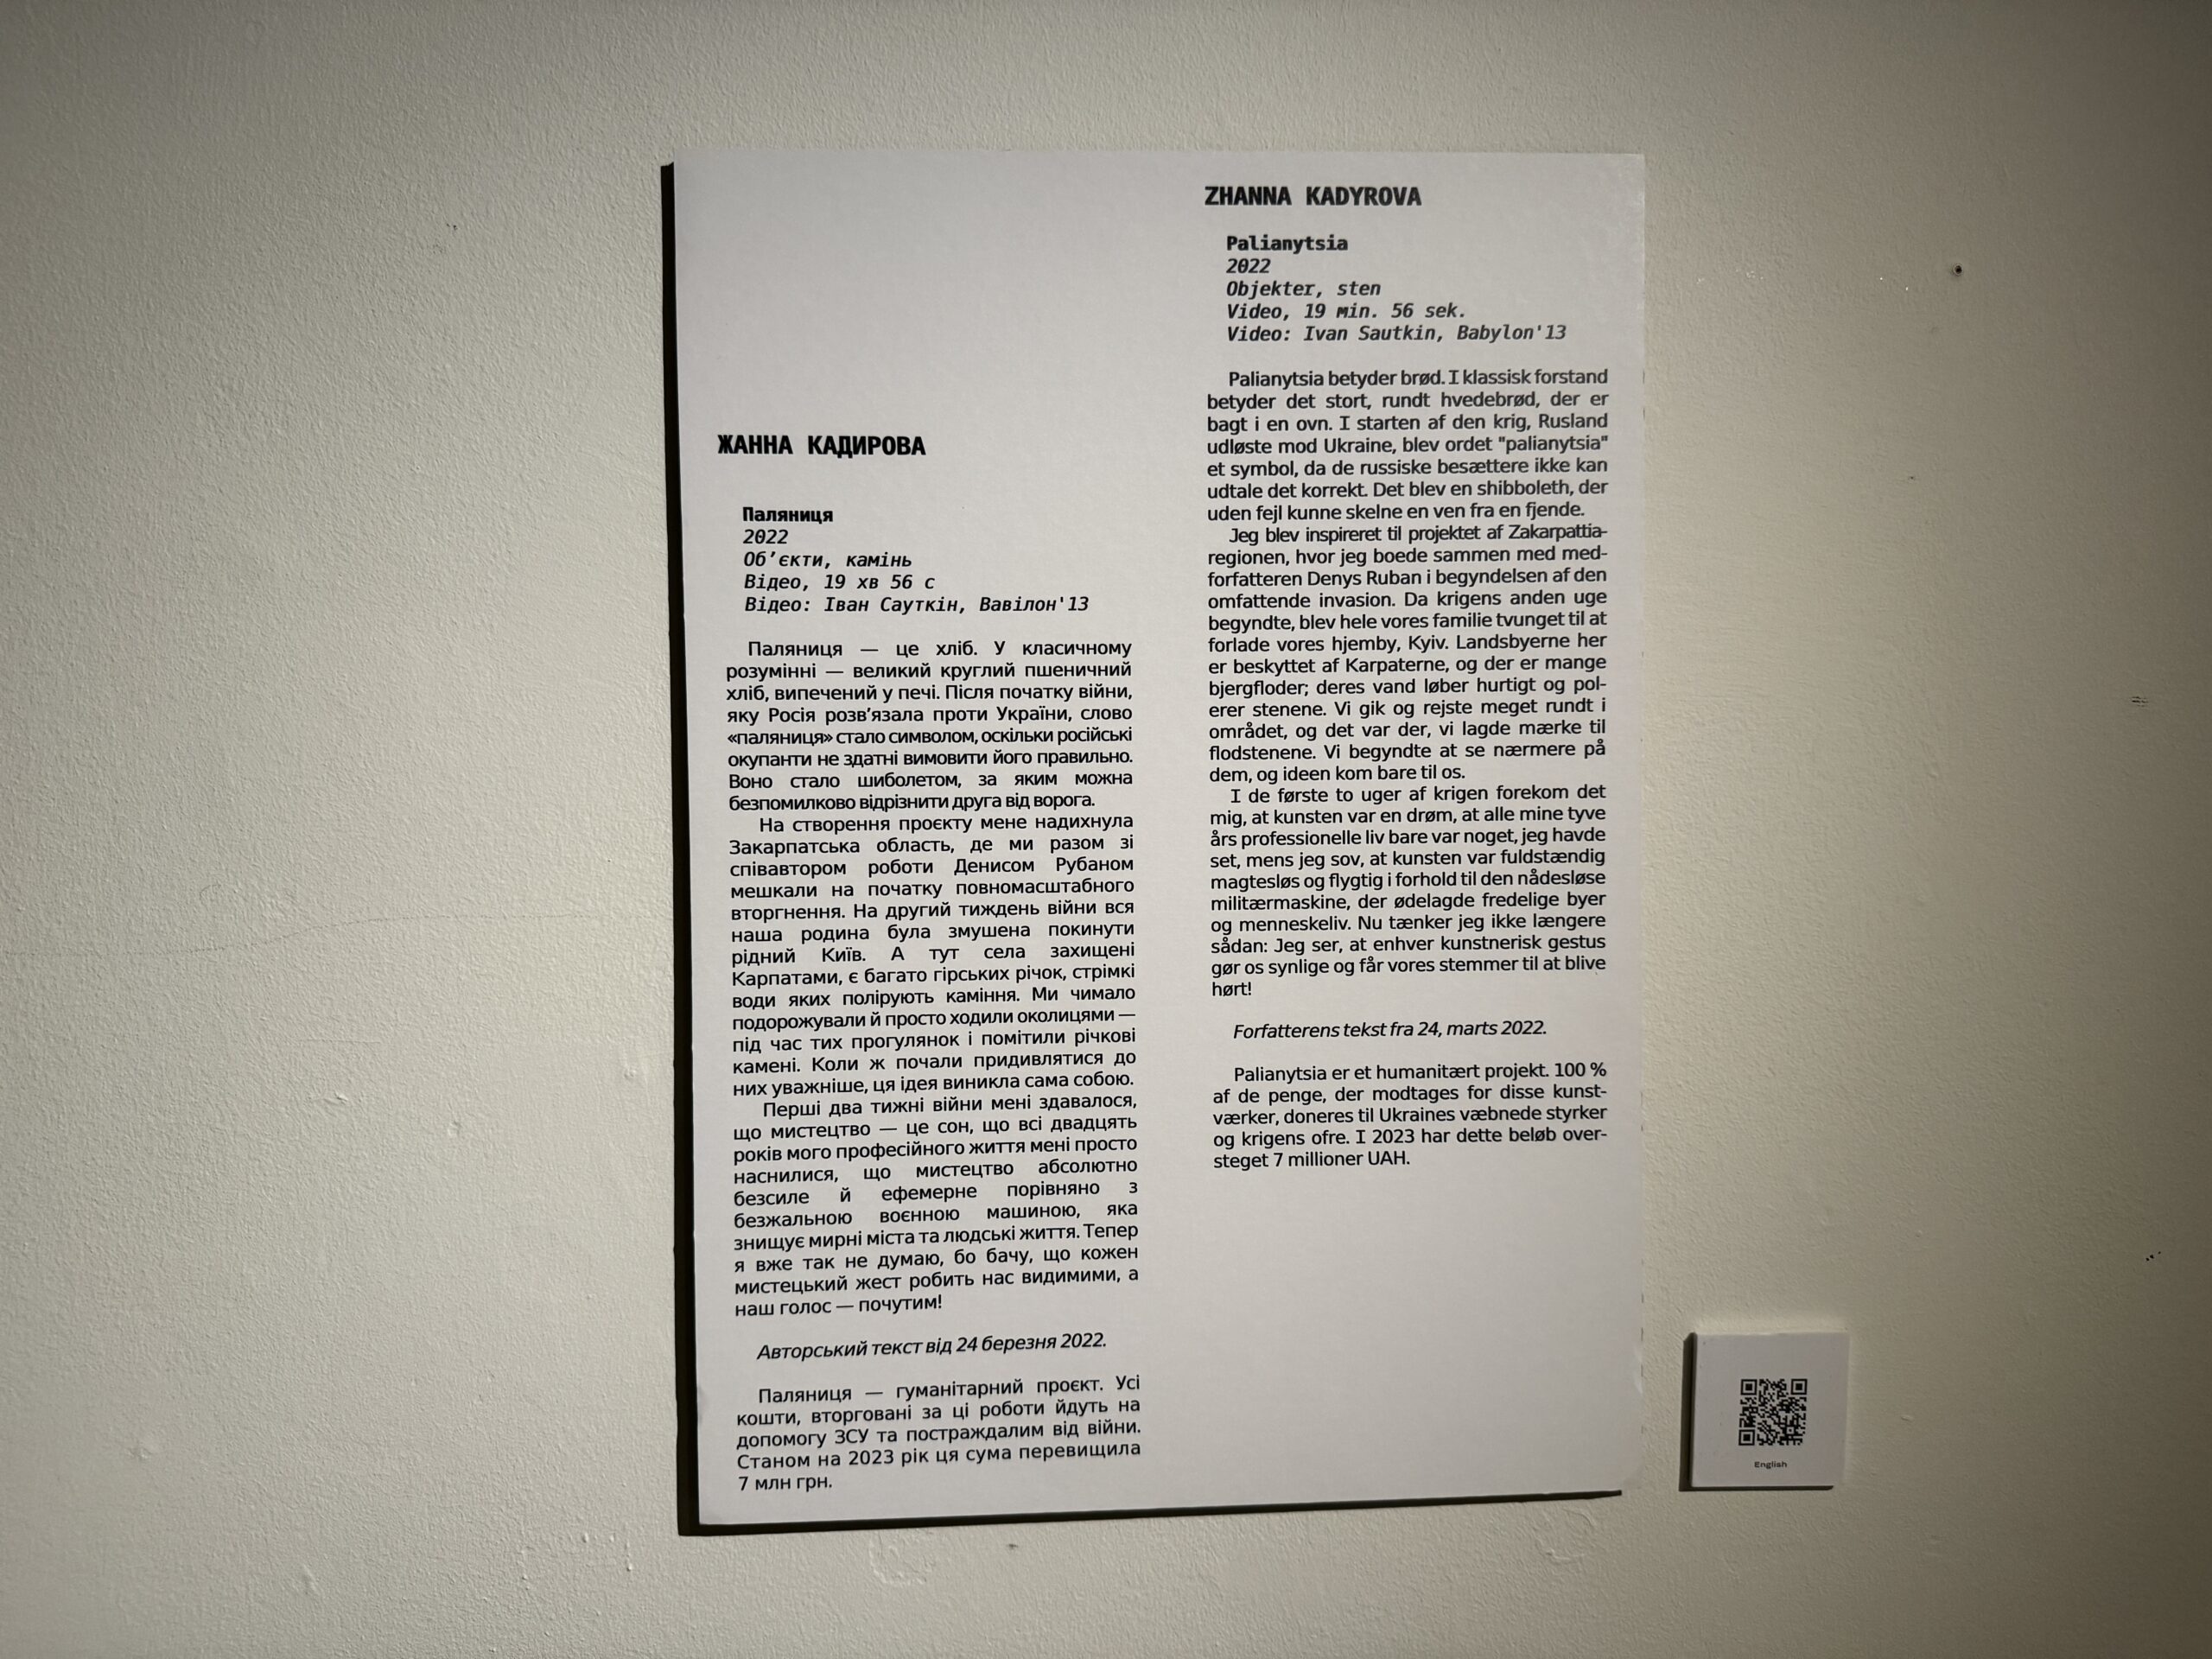 ЖАННА КАДИРОВА
Паляниця
2022
Об’єкти, камінь
Відео, 19 хв 56 с
Відео: Іван Сауткін, Вавілон'13
Паляниця — це хліб. У класичному
розумінні — великий круглий пшеничний
хліб, випечений у печі. Після початку війни,
яку Росія розв’язала проти України, слово
«паляниця» стало символом, оскільки російські
окупанти не здатні вимовити його правильно.
Воно стало шиболетом, за яким можна
безпомилково відрізнити друга від ворога.
На створення проєкту мене надихнула
Закарпатська область, де ми разом зі
співавтором роботи Денисом Рубаном
мешкали на початку повномасштабного
вторгнення. На другий тиждень війни вся
наша родина була змушена покинути
рідний Київ. А тут села захищені
Карпатами, є багато гірських річок, стрімкі
води яких полірують каміння. Ми чимало
подорожували й просто ходили околицями —
під час тих прогулянок і помітили річкові
камені. Коли ж почали придивлятися до
них уважніше, ця ідея виникла сама собою.
Перші два тижні війни мені здавалося,
що мистецтво — це сон, що всі двадцять
років мого професійного життя мені просто
наснилися, що мистецтво абсолютно
безсиле й ефемерне порівняно з
безжальною воєнною машиною, яка
знищує мирні міста та людські життя. Тепер
я вже так не думаю, бо бачу, що кожен
мистецький жест робить нас видимими, а
наш голос — почутим!
Авторський текст від 24 березня 2022.
Паляниця — гуманітарний проєкт. Усі
кошти, вторговані за ці роботи йдуть на
допомогу ЗСУ та постраждалим від війни.
Станом на 2023 рік ця сума перевищила
7 млн грн.
ZHANNA KADYROVA
Palianytsia
2022
Objekter, sten
Video, 19 min. 56 sek.
Video: Ivan Sautkin, Babylon'13
Palianytsia betyder brød. I klassisk forstand
betyder det stort, rundt hvedebrød, der er
bagt i en ovn. I starten af den krig, Rusland
udløste mod Ukraine, blev ordet "palianytsia"
et symbol, da de russiske besættere ikke kan
udtale det korrekt. Det blev en shibboleth, der
uden fejl kunne skelne en ven fra en fjende.
Jeg blev inspireret til projektet af Zakarpattia-
regionen, hvor jeg boede sammen med med-
forfatteren Denys Ruban i begyndelsen af den
omfattende invasion. Da krigens anden uge
begyndte, blev hele vores familie tvunget til at
forlade vores hjemby, Kyiv. Landsbyerne her
er beskyttet af Karpaterne, og der er mange
bjergfloder; deres vand løber hurtigt og pol-
erer stenene. Vi gik og rejste meget rundt i
området, og det var der, vi lagde mærke til
flodstenene. Vi begyndte at se nærmere på
dem, og ideen kom bare til os.
I de første to uger af krigen forekom det
mig, at kunsten var en drøm, at alle mine tyve
års professionelle liv bare var noget, jeg havde
set, mens jeg sov, at kunsten var fuldstændig
magtesløs og flygtig i forhold til den nådesløse
militærmaskine, der ødelagde fredelige byer
og menneskeliv. Nu tænker jeg ikke længere
sådan: Jeg ser, at enhver kunstnerisk gestus
gør os synlige og får vores stemmer til at blive
hørt!
Forfatterens tekst fra 24, marts 2022.
Palianytsia er et humanitært projekt. 100 %
af de penge, der modtages for disse kunst-
værker, doneres til Ukraines væbnede styrker
og krigens ofre. I 2023 har dette beløb over-
steget 7 millioner UAH.
English